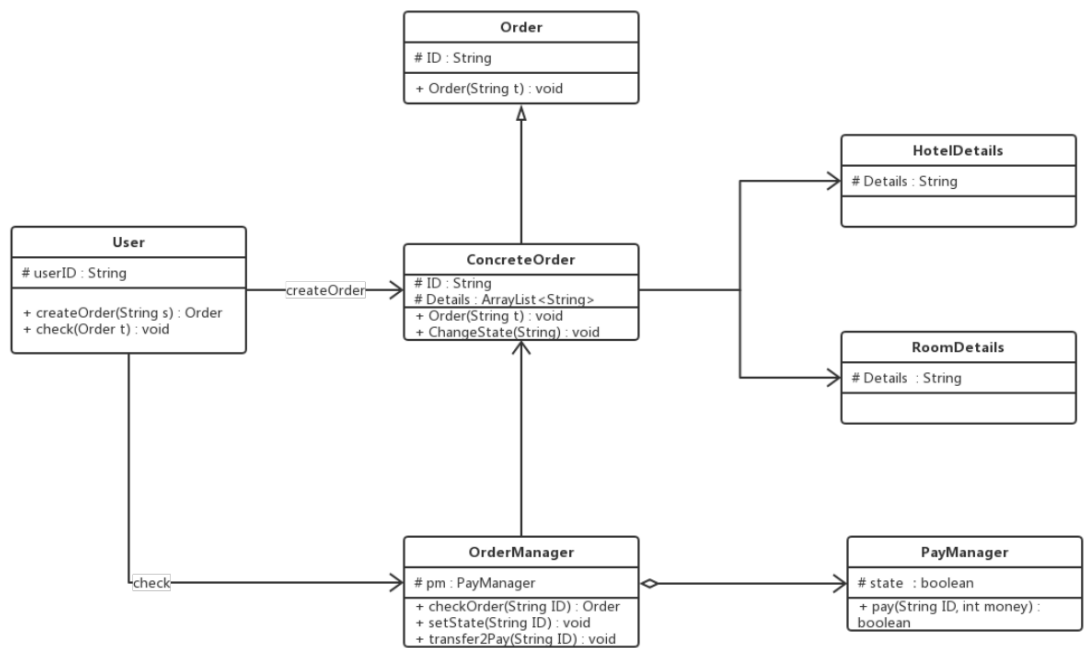 Order
# ID : String
+ Order(String t) : void
HotelDetails
# Details : String
User
# userID : String
+ createOrder(String s) : Order
+ check(Order t) : void
createOrder
ConcreteOrder
# ID : String
# Details : ArrayList<String>
+ Order(String t) : void
+ ChangeState(String) : void
RoomDetails
# Details : String
check
OrderManager
# pm : PayManager
+ checkOrder(String ID) : Order
+ setState(String ID) : void
+ transfer2Pay(String ID) : void
PayManager
# state : boolean
+ pay(String ID, int money) :
boolean